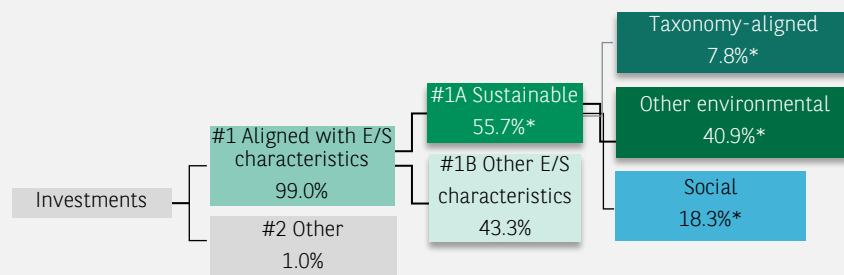 Investments
#1 Aligned with E/S
characteristics
99.0%
#2 Other
1.0%
#1A Sustainable
55.7%*
#1B Other E/S
characteristics
43.3%
Taxonomy-aligned
7.8%*
Other environmental
40.9%*
Social
18.3%*